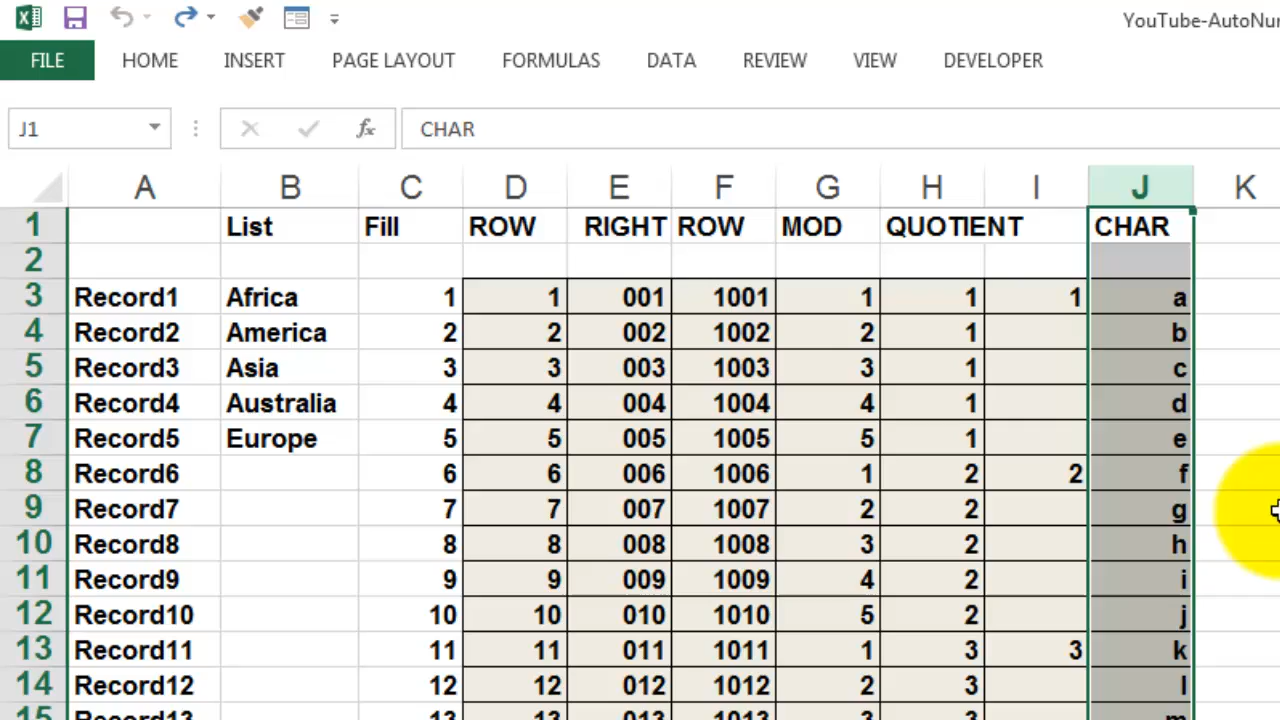 YouTube-AutoNu
FILE HOME INSERT PAGE LAYOUT FORMULAS DATA REVIEW VIEW DEVELOPER
J1 fx CHAR
A B C D E F G H I J K
1 List Fill ROW RIGHT ROW MOD QUOTIENT CHAR
2
3 Record1 Africa 1 1 001 1001 1 1 1 a
4 Record2 America 2 2 002 1002 2 1 b
5 Record3 Asia 3 3 003 1003 3 1 c
6 Record4 Australia 4 4 004 1004 4 1 d
7 Record5 Europe 5 5 005 1005 5 1 e
8 Record6 6 6 006 1006 1 2 2 f
9 Record7 7 7 007 1007 2 2 g
10 Record8 8 8 008 1008 3 2 h
11 Record9 9 9 009 1009 4 2 i
12 Record10 10 10 010 1010 5 2 j
13 Record11 11 11 011 1011 1 3 3 k
14 Record12 12 12 012 1012 2 3 l
15 Record13 13 13 013 1013 3 3 m